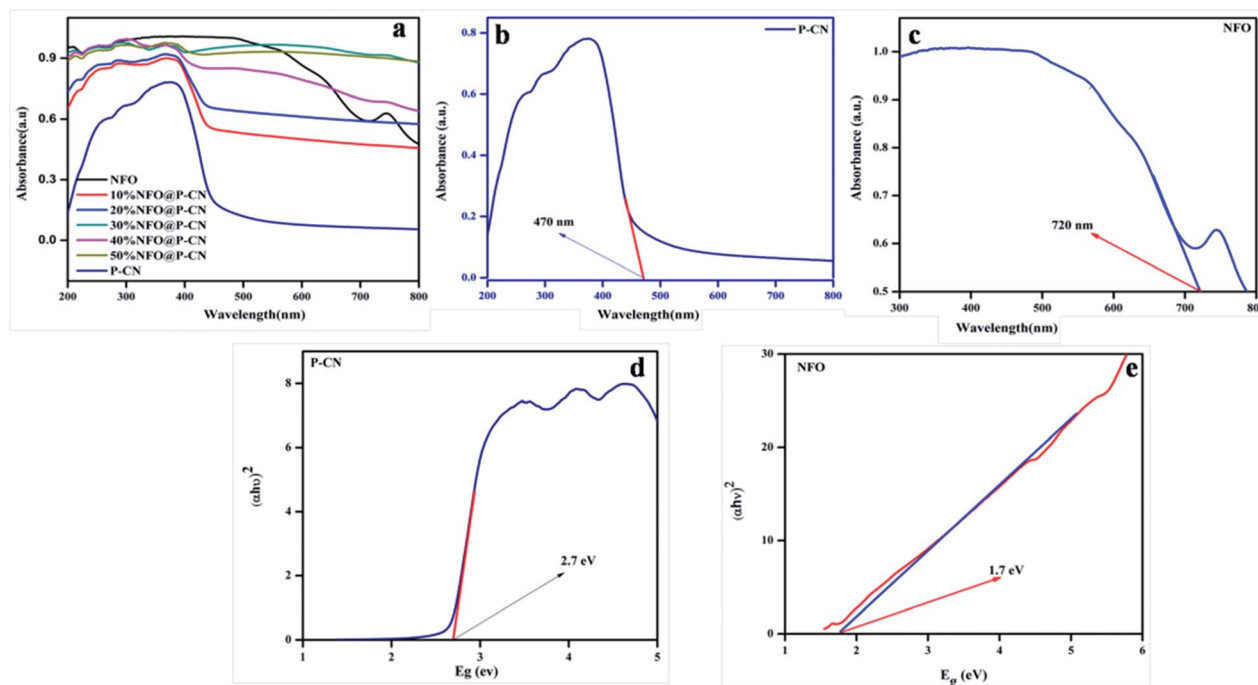 a
Absorbance(a.u)
0.9
0.6
0.3
0.0
NFO
10%NFO@P-CN
20%NFO@P-CN
30%NFO@P-CN
40%NFO@P-CN
50%NFO@P-CN
P-CN
200 300 400 500 600 700 800
Wavelength(nm)
b
P-CN
Absorbance (a.u.)
0.8
0.6
0.4
0.2
0.0
470 nm
200 300 400 500 600 700 800
Wavelength(nm)
c
NFO
Absorbance (a.u.)
1.0
0.9
0.8
0.7
0.6
0.5
720 nm
300 400 500 600 700 800
Wavelength(nm)
P-CN
d
(αhυ)2
8
6
4
2
0
2.7 eV
1 2 3 4 5
Eg (ev)
NFO
e
(αhν)2
30
20
10
0
1.7 eV
1 2 3 4 5 6
Eg (eV)